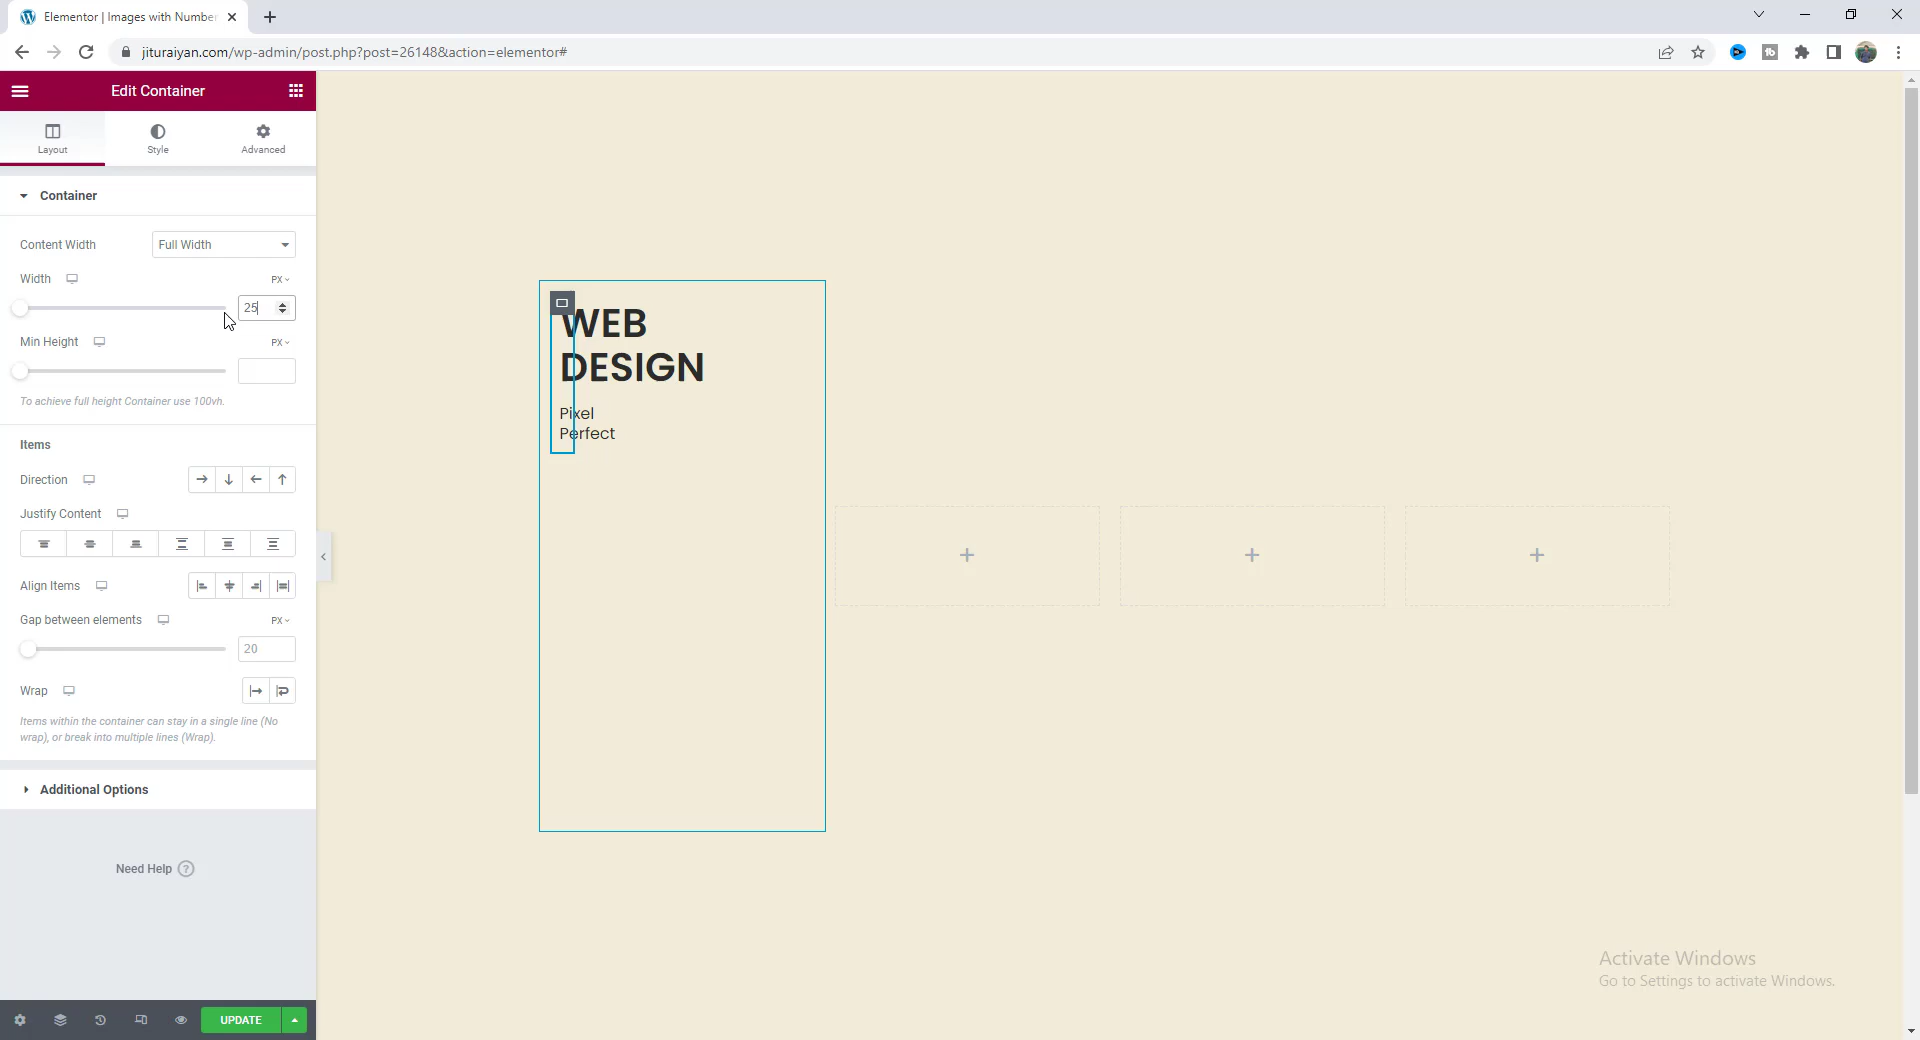 Elementor | Images with Number
jituraiyan.com/wp-admin/post.php?post=26148&action=elementor#
Edit Container
Layout
Style
Advanced
Container
Content Width
Full Width
Width
PX
25
Min Height
PX
To achieve full height Container use 100vh.
Items
Direction
Justify Content
Align Items
Gap between elements
PX
20
Wrap
Items within the container can stay in a single line (No
wrap), or break into multiple lines (Wrap).
Additional Options
Need Help ?
UPDATE
WEB
DESIGN
Pixel
Perfect
Activate Windows
Go to Settings to activate Windows.